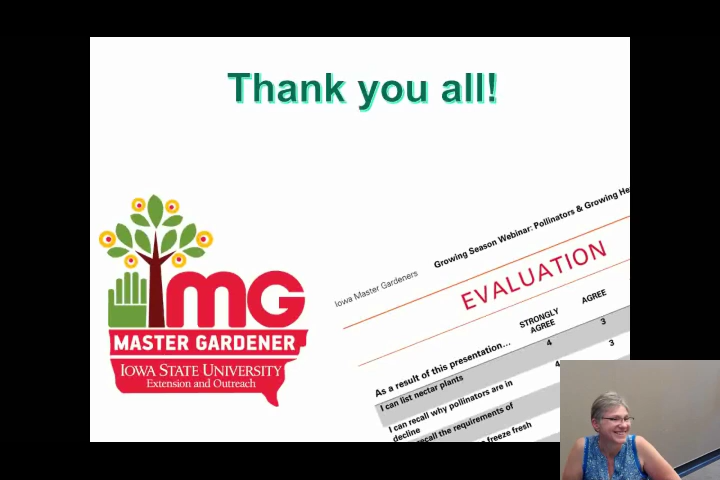 Thank you all!
MG
MASTER GARDENER
IOWA STATE UNIVERSITY
Extension and Outreach
Iowa Master Gardeners
Growing Season Webinar: Pollinators & Growing He
EVALUATION
STRONGLY
AGREE
AGREE
As a result of this presentation...
4
3
I can list nectar plants
4
3
I can recall why pollinators are in
decline
recall the requirements of
freeze fresh